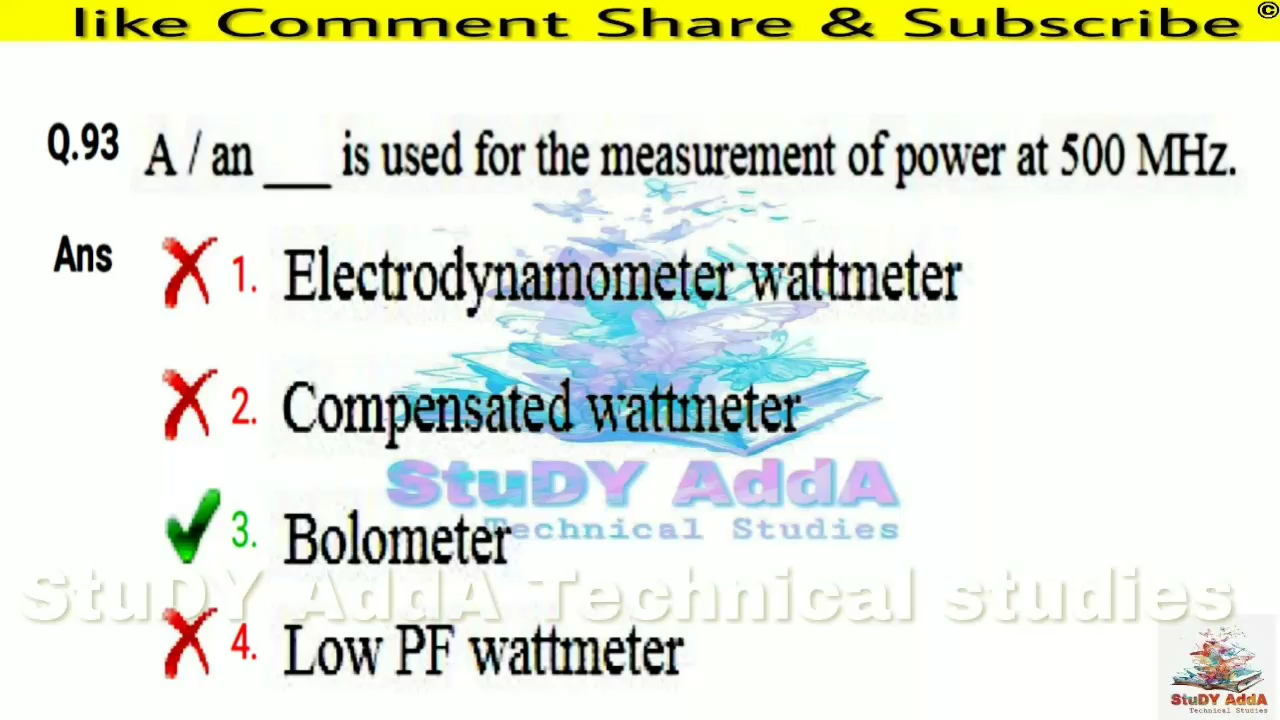 like Comment Share & Subscribe ©
Q.93 A / an ___ is used for the measurement of power at 500 MHz.
Ans 1. Electrodynamometer wattmeter
2. Compensated wattmeter
StuDY AddA
Technical Studies
3. Bolometer
StuDY AddA Technical studies
4. Low PF wattmeter
StuDY AddA
Technical Studies